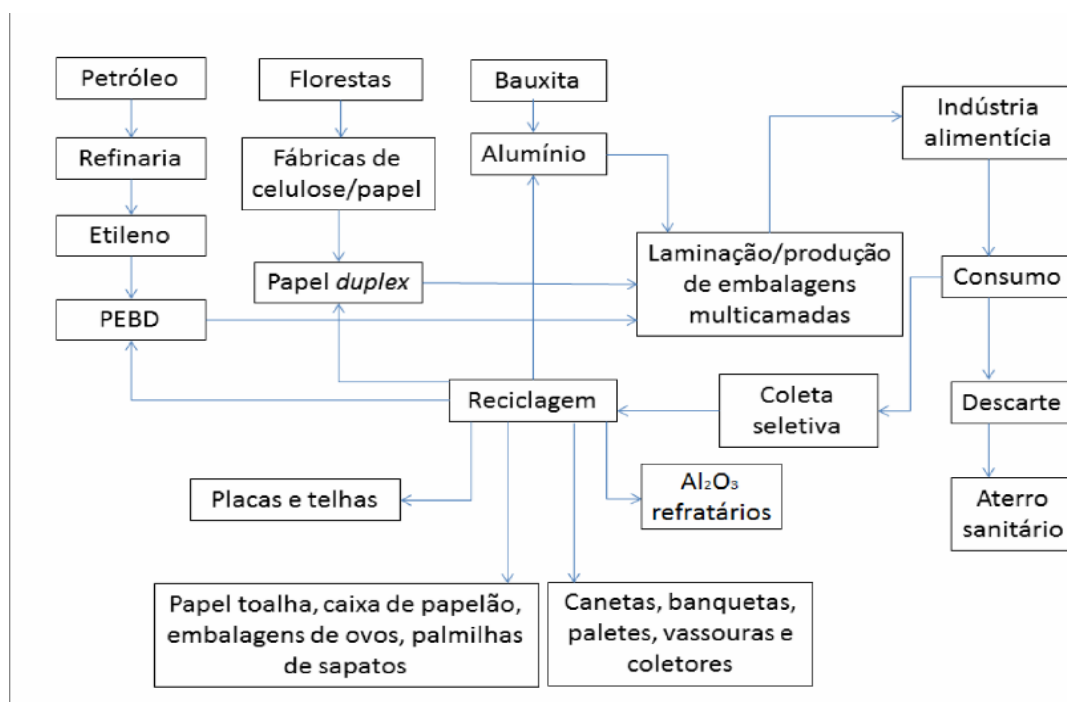 Petróleo
Florestas
Bauxita
Indústria
alimentícia
Refinaria
Fábricas de
celulose/papel
Alumínio
Etileno
Papel duplex
Laminação/produção
de embalagens
multicamadas
Consumo
PEBD
Reciclagem
Coleta
seletiva
Descarte
Placas e telhas
Al₂O₃
refratários
Aterro
sanitário
Papel toalha, caixa de papelão,
embalagens de ovos, palmilhas
de sapatos
Canetas, banquetas,
paletes, vassouras e
coletores